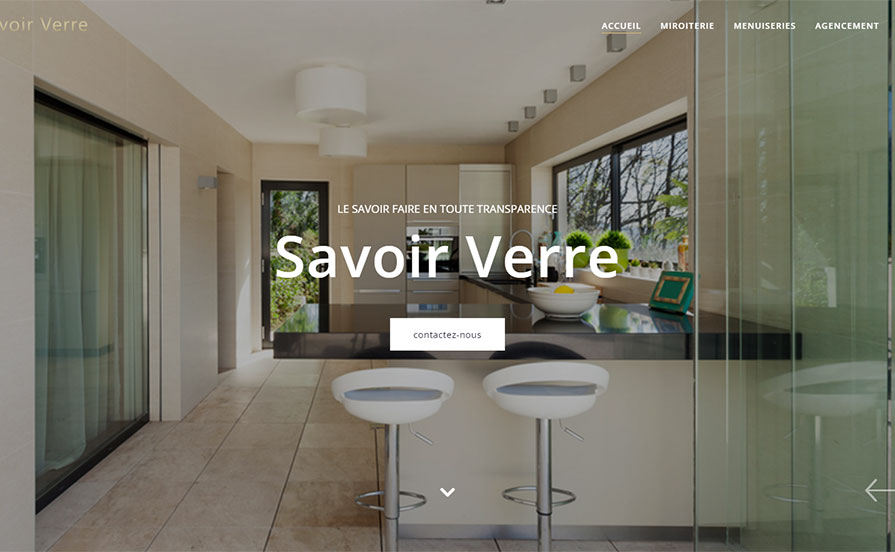 voir Verre
ACCUEIL MIROITERIE MENUISERIES AGENCEMENT
LE SAVOIR FAIRE EN TOUTE TRANSPARENCE
Savoir Verre
contactez-nous